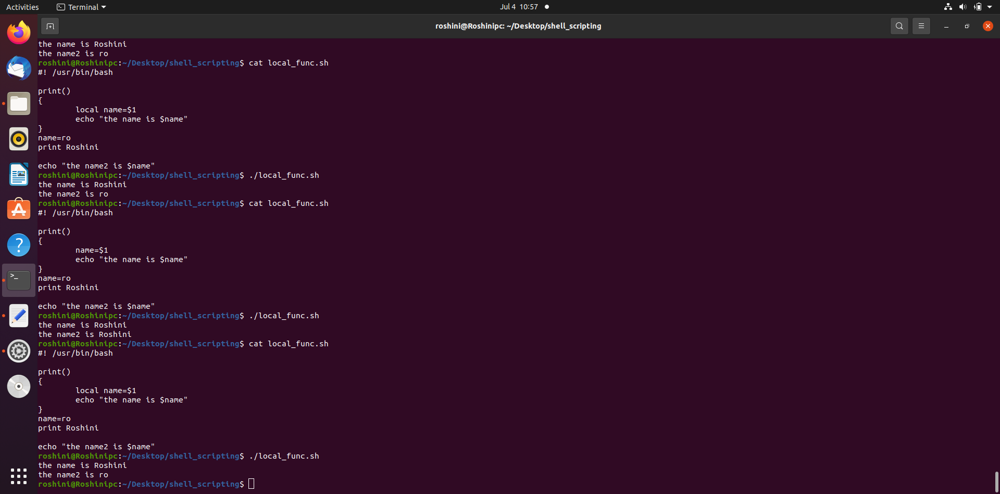 Activities
Terminal
Jul 4 10:57
roshini@Roshinipc: ~/Desktop/shell_scripting
the name is Roshini
the name2 is ro
roshini@Roshinipc:~/Desktop/shell_scripting$ cat local_func.sh
#! /usr/bin/bash
print()
{
local name=$1
echo "the name is $name"
}
name=ro
print Roshini
echo "the name2 is $name"
roshini@Roshinipc:~/Desktop/shell_scripting$ ./local_func.sh
the name is Roshini
the name2 is ro
roshini@Roshinipc:~/Desktop/shell_scripting$ cat local_func.sh
#! /usr/bin/bash
print()
{
name=$1
echo "the name is $name"
}
name=ro
print Roshini
echo "the name2 is $name"
roshini@Roshinipc:~/Desktop/shell_scripting$ ./local_func.sh
the name is Roshini
the name2 is Roshini
roshini@Roshinipc:~/Desktop/shell_scripting$ cat local_func.sh
#! /usr/bin/bash
print()
{
local name=$1
echo "the name is $name"
}
name=ro
print Roshini
echo "the name2 is $name"
roshini@Roshinipc:~/Desktop/shell_scripting$ ./local_func.sh
the name is Roshini
the name2 is ro
roshini@Roshinipc:~/Desktop/shell_scripting$